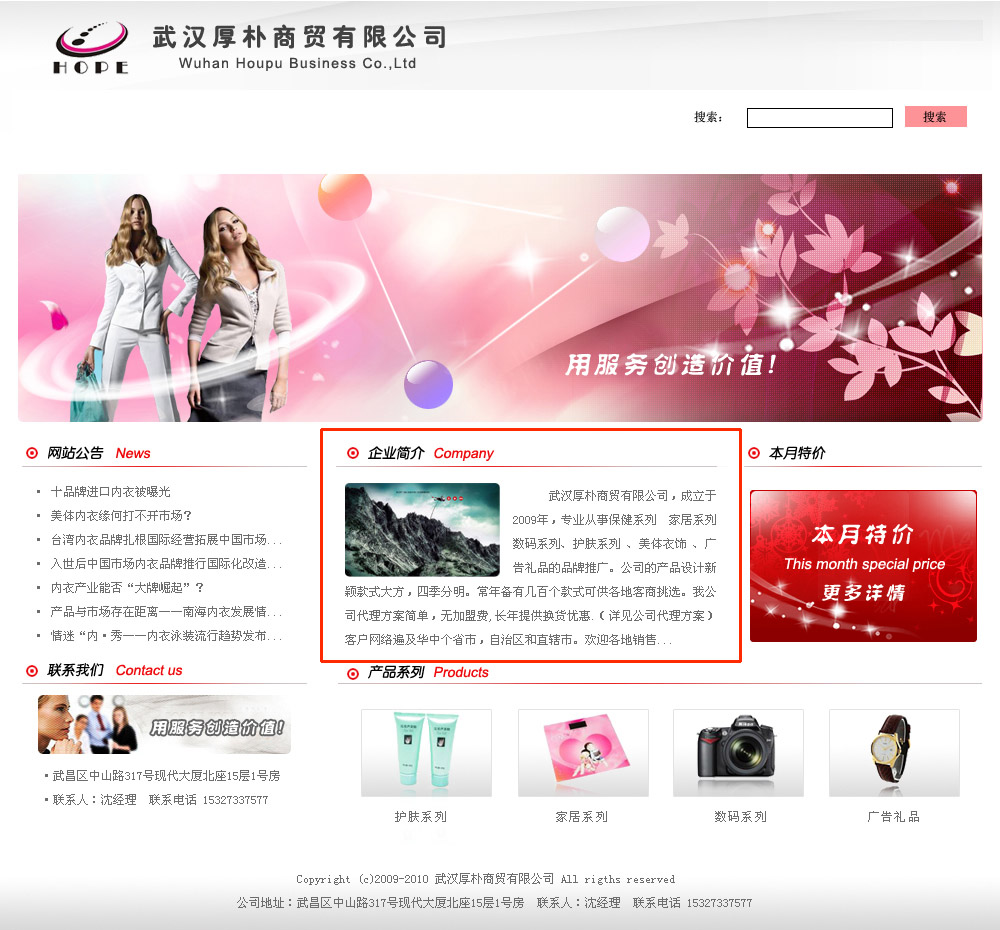 武汉厚朴商贸有限公司
HOPE
Wuhan Houpu Business Co.,Ltd
搜索：
搜索
用服务创造价值!
网站公告 News
十品牌进口内衣被曝光
美体内衣缘何打不开市场?
台湾内衣品牌扎根国际经营拓展中国市场...
入世后中国市场内衣品牌推行国际化改造...
内衣产业能否“大牌崛起”?
产品与市场存在距离——南海内衣发展情...
情迷“内·秀——内衣泳装流行趋势发布...
企业简介 Company
武汉厚朴商贸有限公司，成立于
2009年，专业从事保健系列 家居系列
数码系列、护肤系列 、美体衣饰 、广
告礼品的品牌推广。公司的产品设计新
颖款式大方，四季分明。常年备有几百个款式可供各地客商挑选。我公
司代理方案简单，无加盟费,长年提供换货优惠.（详见公司代理方案）
客户网络遍及华中个省市，自治区和直辖市。欢迎各地销售...
本月特价
本月特价
This month special price
更多详情
联系我们 Contact us
用服务创造价值!
武昌区中山路317号现代大厦北座15层1号房
联系人：沈经理 联系电话 15327337577
产品系列 Products
护肤系列
家居系列
数码系列
广告礼品
Copyright (c)2009-2010 武汉厚朴商贸有限公司 All rigths reserved
公司地址：武昌区中山路317号现代大厦北座15层1号房 联系人：沈经理 联系电话 15327337577